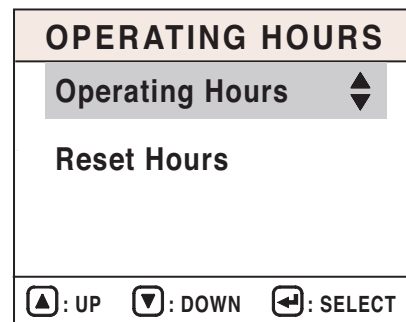 OPERATING HOURS
Operating Hours
Reset Hours
: UP : DOWN : SELECT